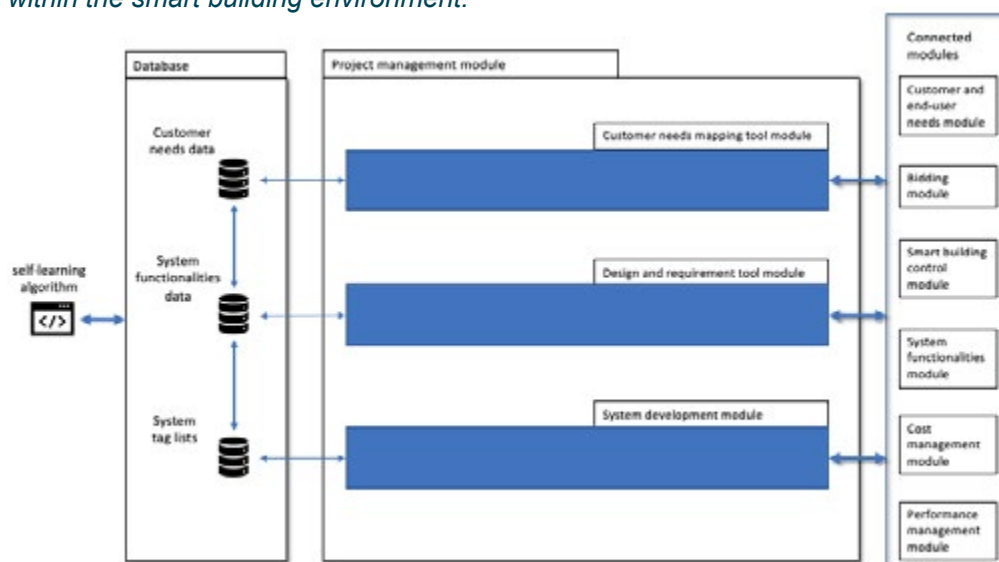 within the smart building environment.
Database
Project management module
Connected
modules
Customer
needs data
Customer needs mapping tool module
Customer and
end-user
needs module
Bidding
module
self-learning
algorithm
</>
System
functionalities
data
Design and requirement tool module
Smart building
control
module
System
functionalities
module
System
tag lists
System development module
Cost
management
module
Performance
management
module